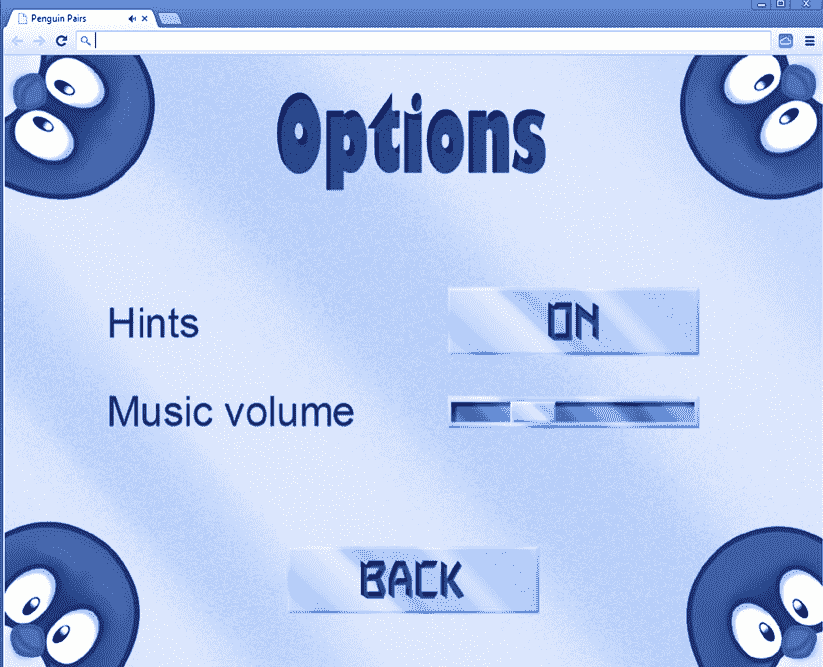 Penguin Pairs
Options
Hints
ON
Music volume
BACK